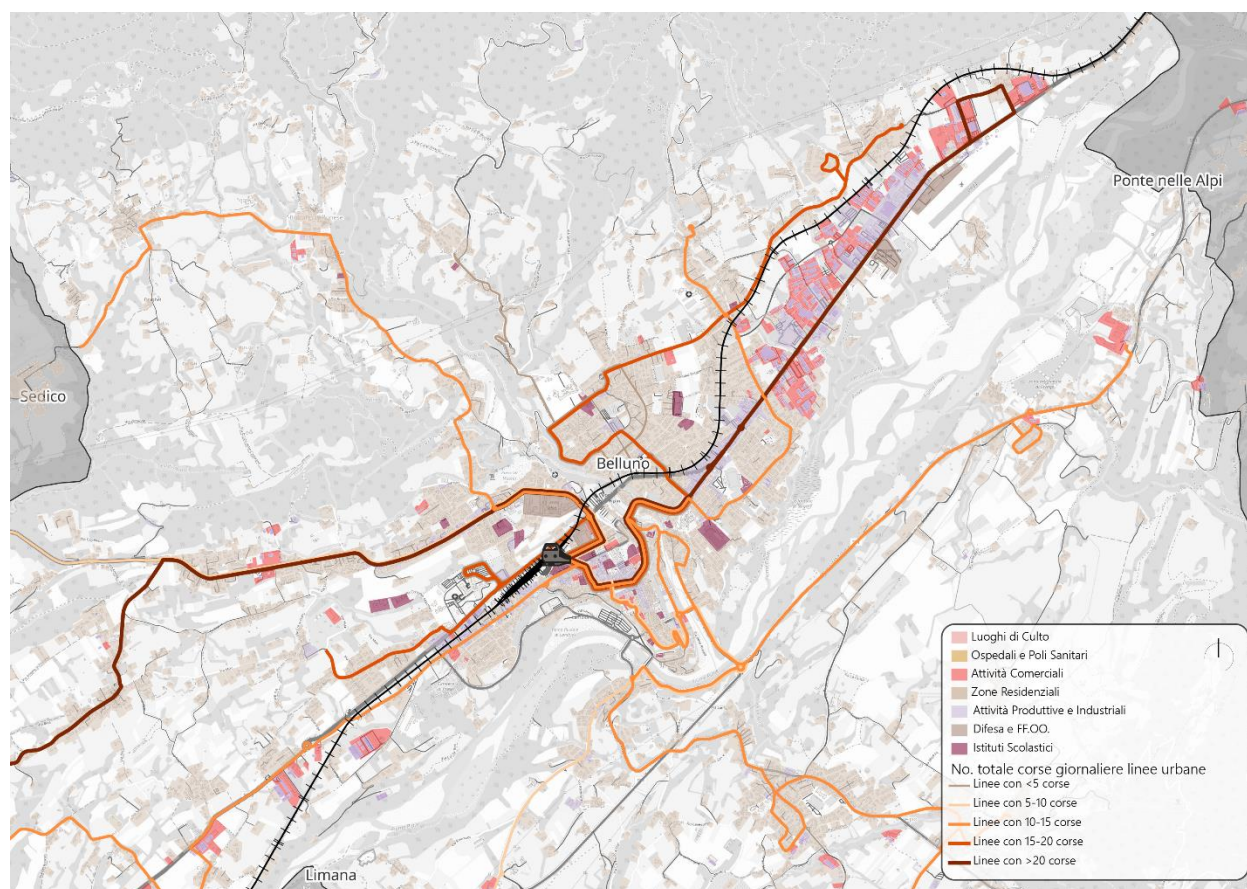 Ponte nelle Alpi
Sedico
Belluno
Limana
Luoghi di Culto
Ospedali e Poli Sanitari
Attività Comerciali
Zone Residenziali
Attività Produttive e Industriali
Difesa e FF.OO.
Istituti Scolastici
No. totale corse giornaliere linee urbane
Linee con <5 corse
Linee con 5-10 corse
Linee con 10-15 corse
Linee con 15-20 corse
Linee con >20 corse